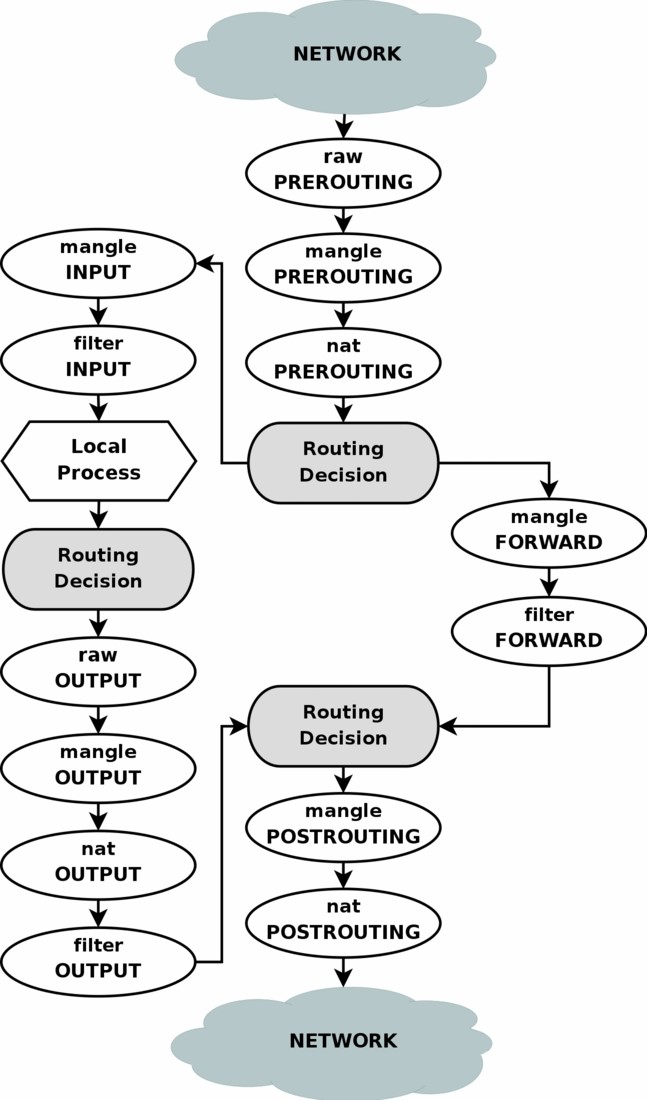 NETWORK
raw
PREROUTING
mangle
PREROUTING
nat
PREROUTING
Routing
Decision
mangle
INPUT
filter
INPUT
Local
Process
Routing
Decision
raw
OUTPUT
mangle
OUTPUT
nat
OUTPUT
filter
OUTPUT
mangle
FORWARD
filter
FORWARD
Routing
Decision
mangle
POSTROUTING
nat
POSTROUTING
NETWORK